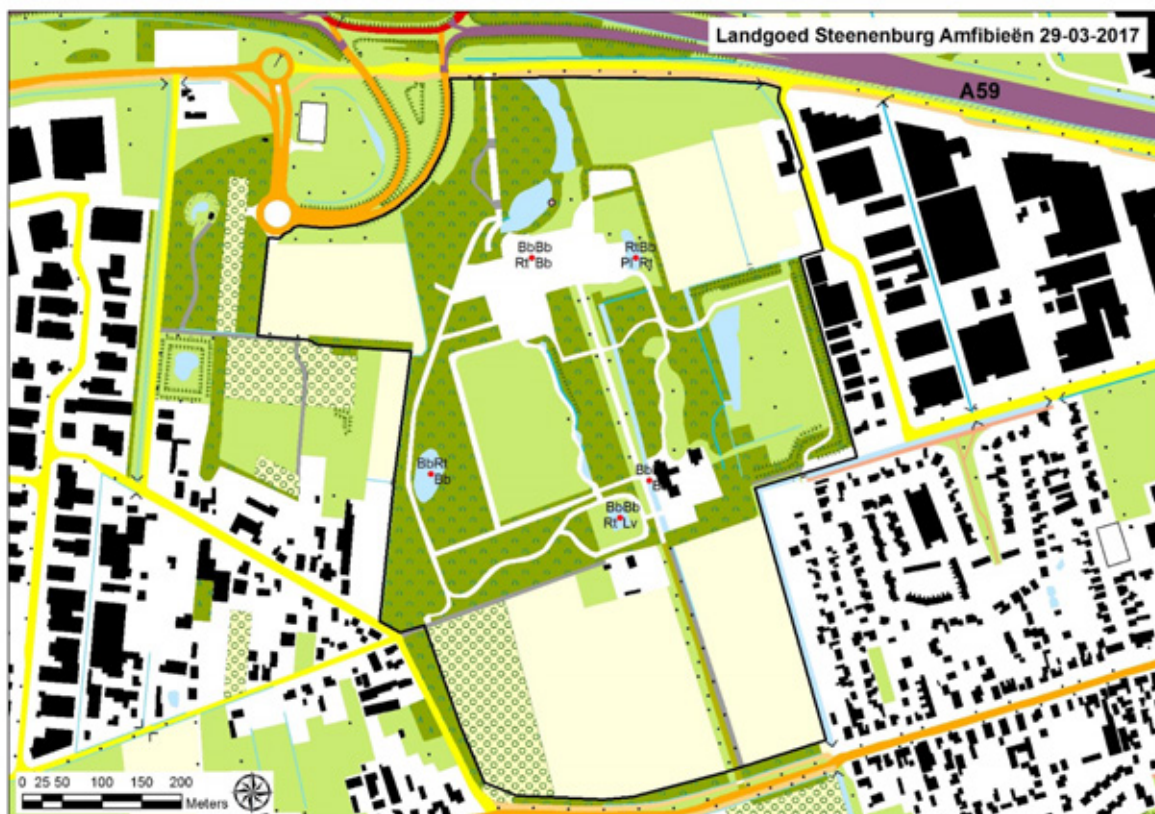 Landgoed Steenenburg Amfibieën 29-03-2017
A59
BbBb
Rt Bb
RtBb
Pl Rt
BbRt
Bb
Bb
BbBb
Rt Lv
0 25 50 100 150 200
Meters